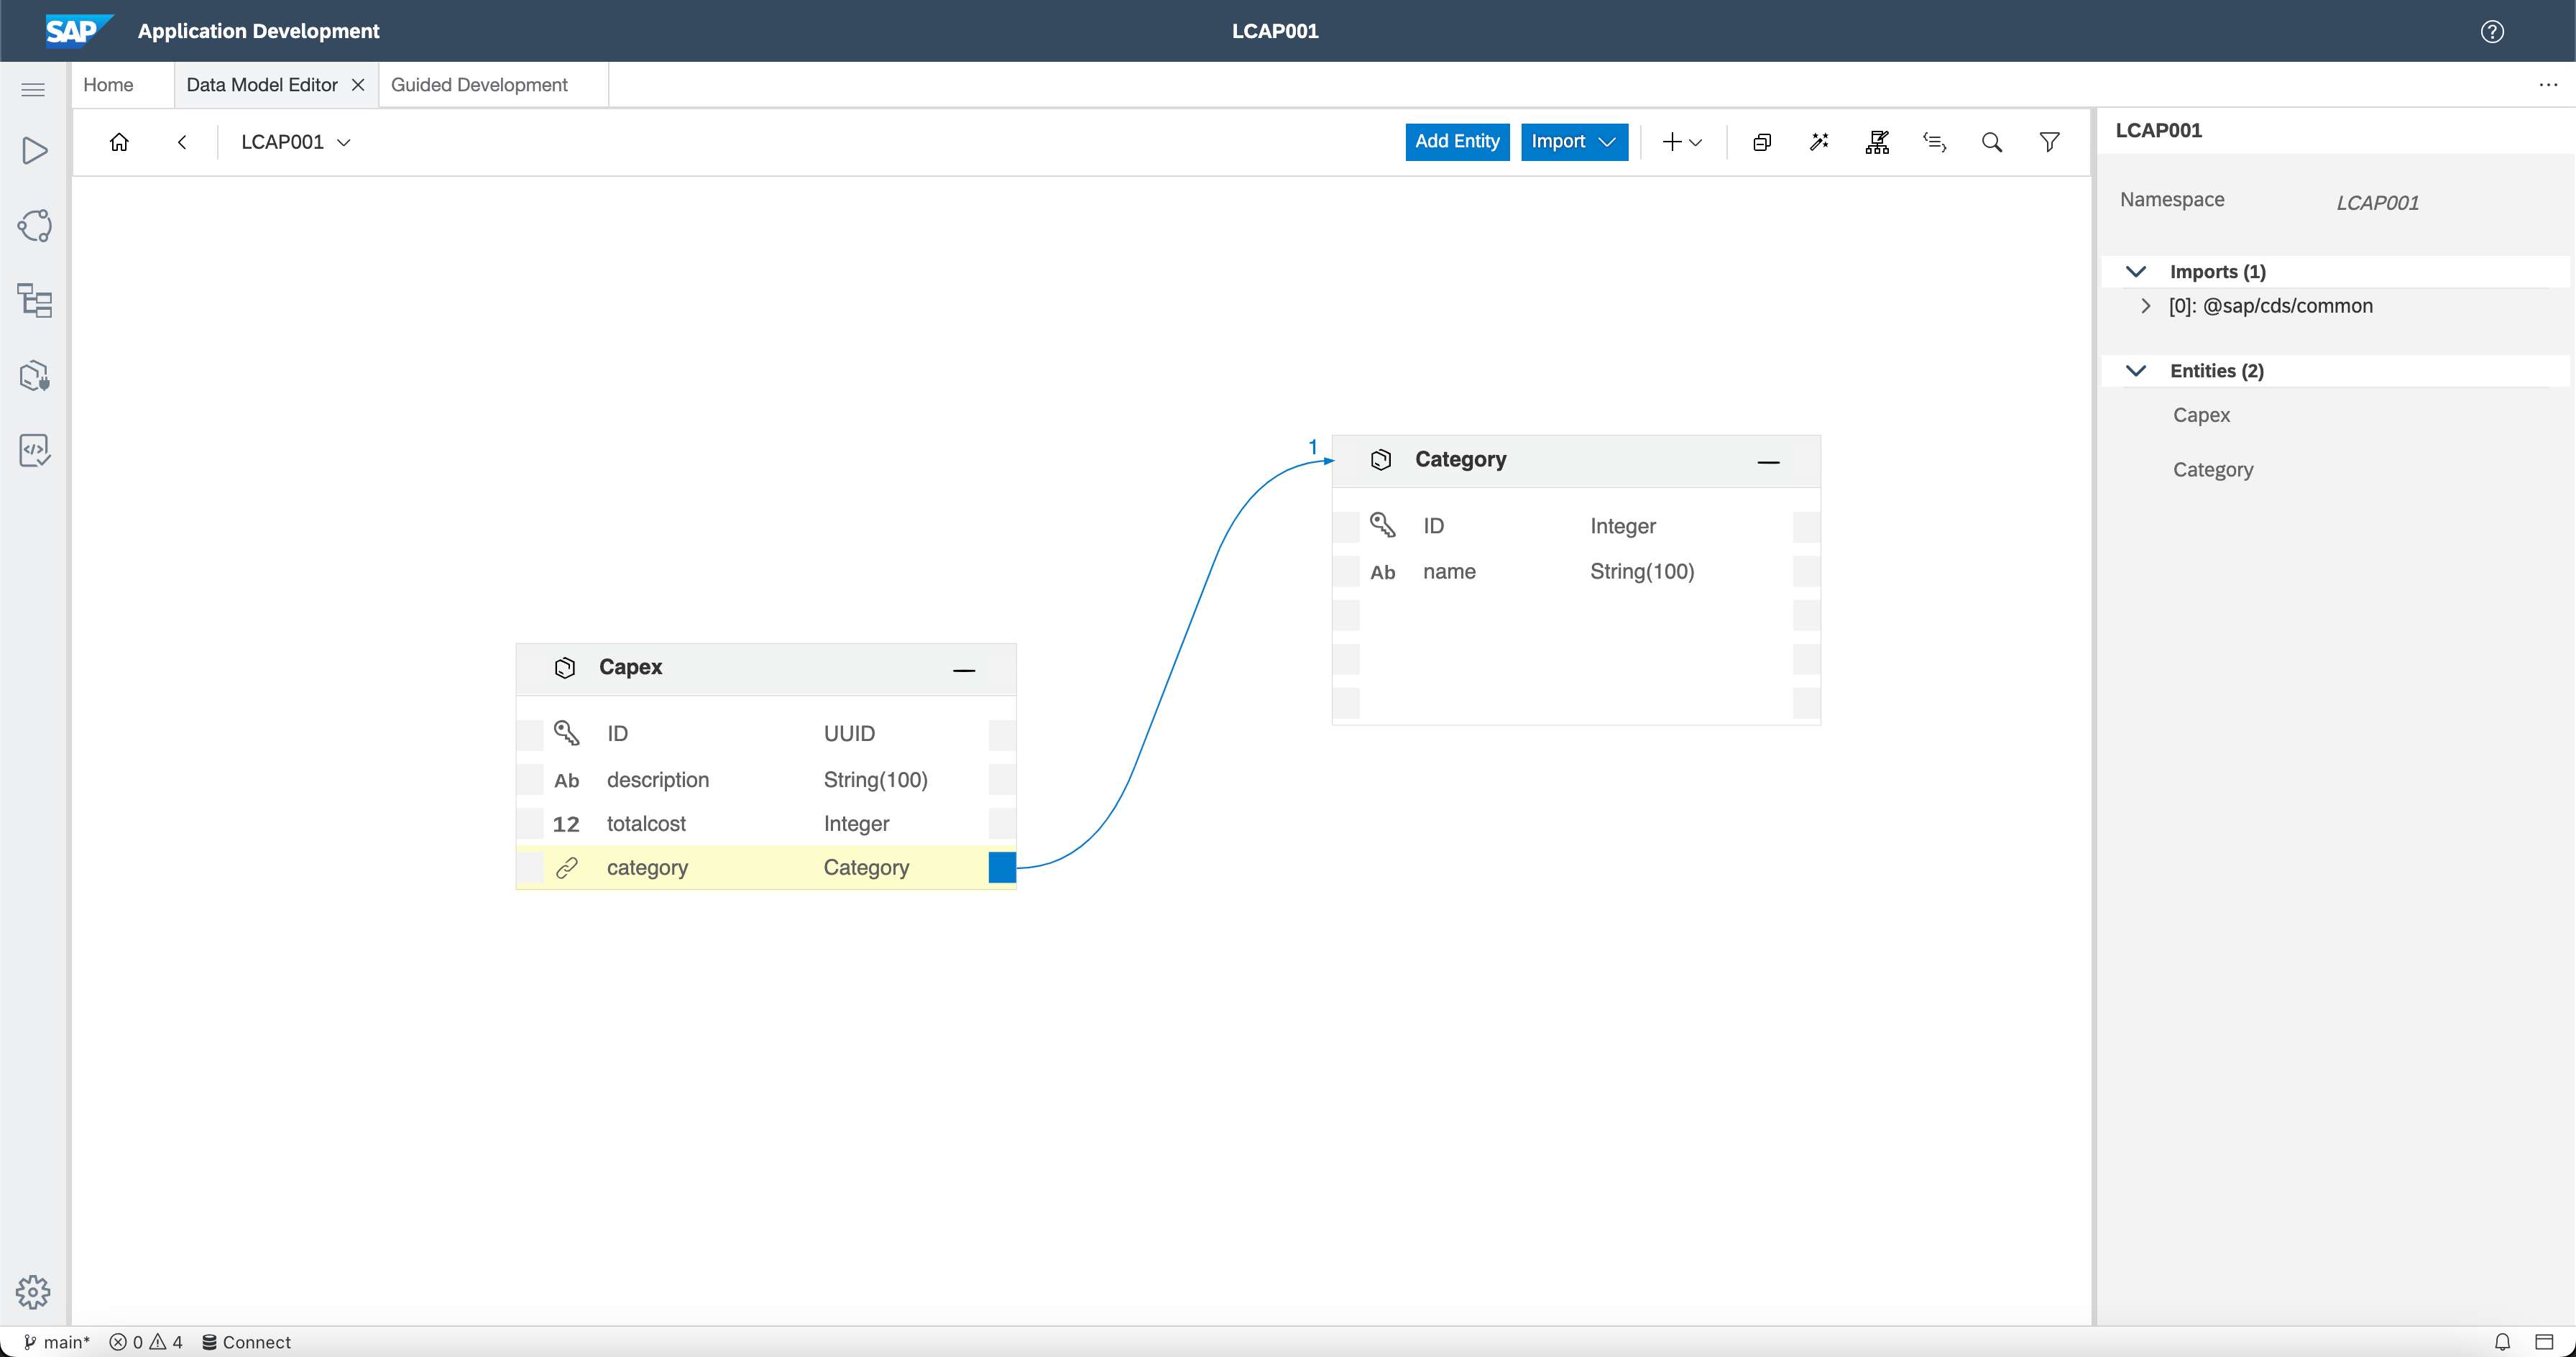 SAP Application Development LCAP001
Home Data Model Editor Guided Development
LCAP001 Add Entity Import
LCAP001
Namespace LCAP001
Imports (1)
[0]: @sap/cds/common
Entities (2)
Capex
Category
1
Category
ID Integer
Ab name String(100)
Capex
ID UUID
Ab description String(100)
12 totalcost Integer
category Category
main* 0 4 Connect